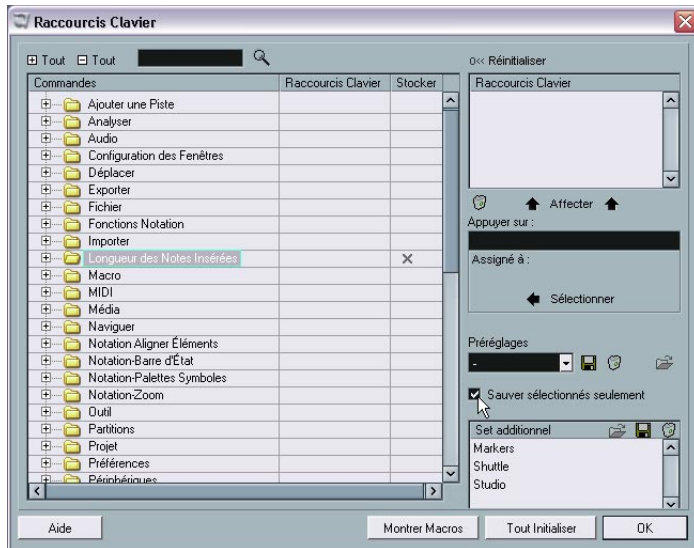 Raccourcis Clavier
Tout Tout
Commandes Raccourcis Clavier Stocker
Ajouter une Piste
Analyser
Audio
Configuration des Fenêtres
Déplacer
Exporter
Fichier
Fonctions Notation
Importer
Longueur des Notes Insérées
Macro
MIDI
Média
Naviguer
Notation Aligner Éléments
Notation-Barre d'État
Notation-Palettes Symboles
Notation-Zoom
Outil
Partitions
Projet
Préférences
Périphériques
0<< Réinitialiser
Raccourcis Clavier
Affecter
Appuyer sur :
Assigné à :
Sélectionner
Préréglages
-
Sauver sélectionnés seulement
Set additionnel
Markers
Shuttle
Studio
Aide Montrer Macros Tout Initialiser OK